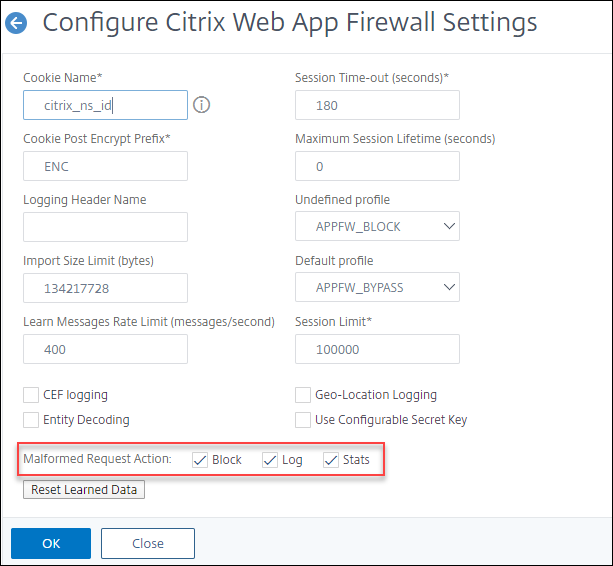 Configure Citrix Web App Firewall Settings
Cookie Name*
citrix_ns_id
Session Time-out (seconds)*
180
Cookie Post Encrypt Prefix*
ENC
Maximum Session Lifetime (seconds)
0
Logging Header Name
Undefined profile
APPFW_BLOCK
Import Size Limit (bytes)
134217728
Default profile
APPFW_BYPASS
Learn Messages Rate Limit (messages/second)
400
Session Limit*
100000
CEF logging
Geo-Location Logging
Entity Decoding
Use Configurable Secret Key
Malformed Request Action: Block Log Stats
Reset Learned Data
OK Close